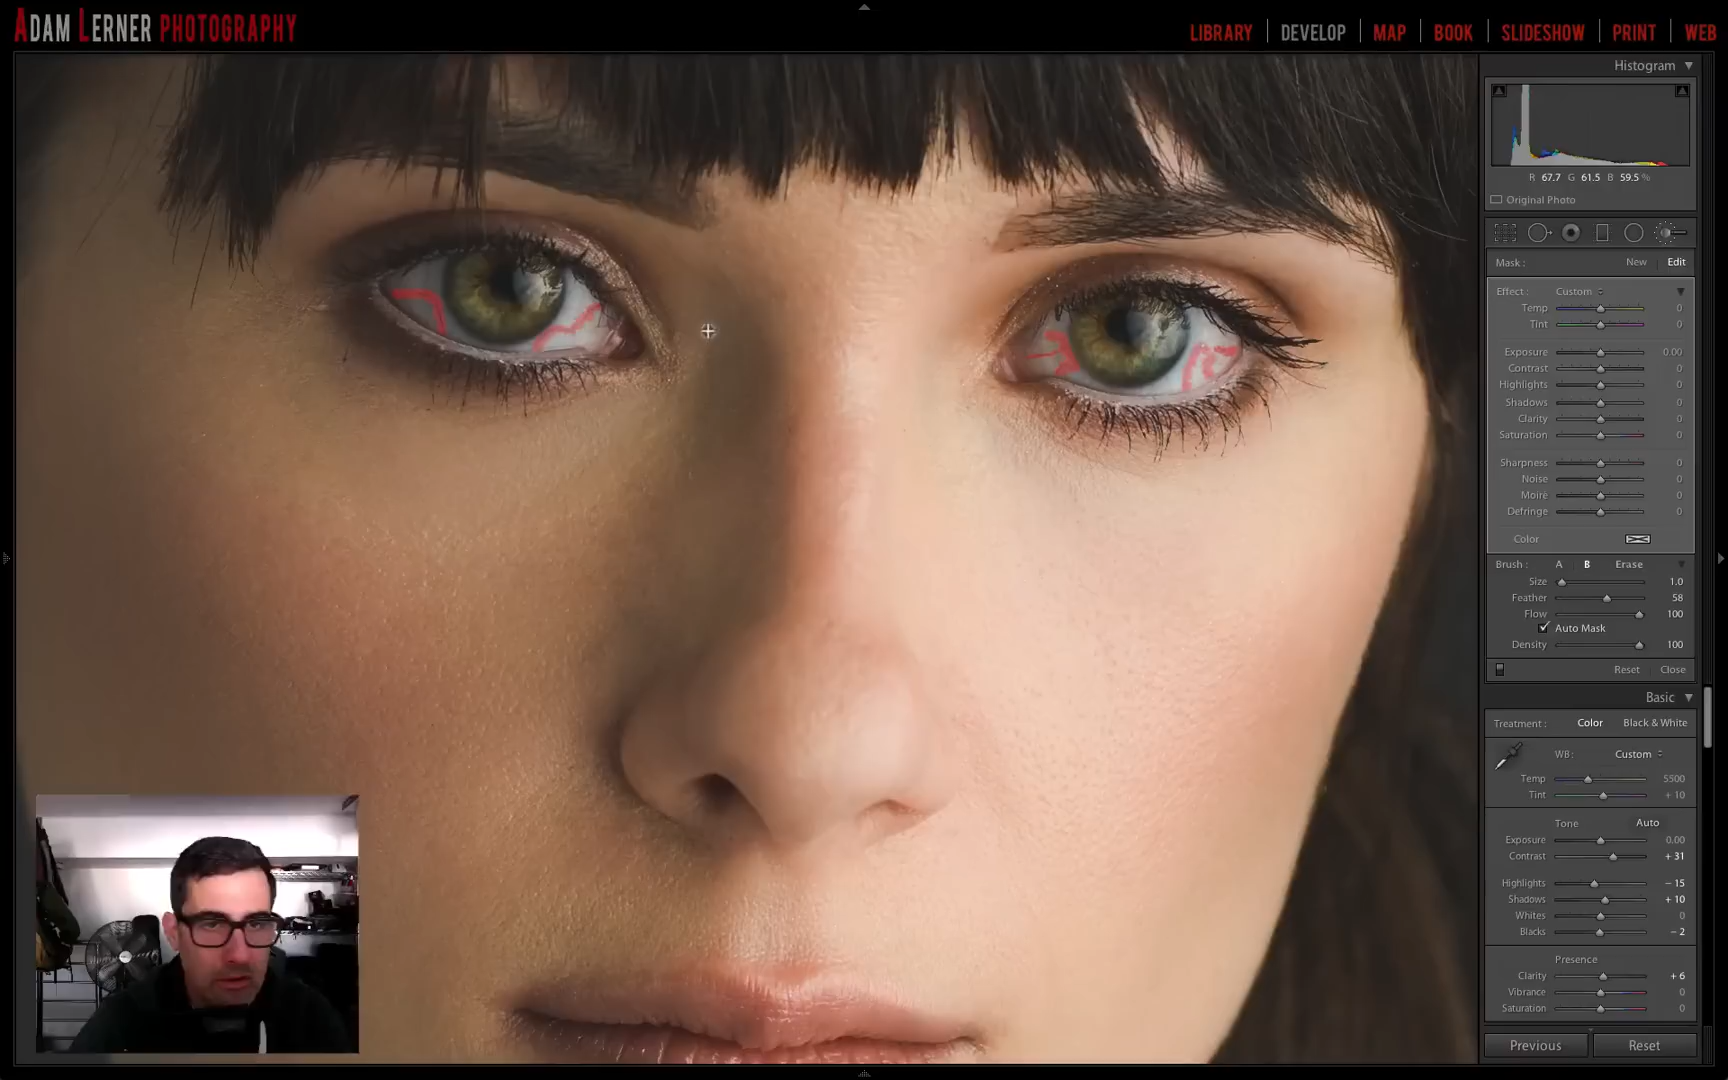 ADAM LERNER PHOTOGRAPHY
LIBRARY DEVELOP MAP BOOK SLIDESHOW PRINT WEB
Histogram
R 67.7 G 61.5 B 59.5 %
Original Photo
Mask : New Edit
Effect : Custom
Temp 0
Tint 0
Exposure 0.00
Contrast 0
Highlights 0
Shadows 0
Clarity 0
Saturation 0
Sharpness 0
Noise 0
Moiré 0
Defringe 0
Color
Brush : A B Erase
Size 1.0
Feather 58
Flow 100
Auto Mask
Density 100
Reset Close
Basic
Treatment : Color Black & White
WB : Custom
Temp 5500
Tint + 10
Tone Auto
Exposure 0.00
Contrast + 31
Highlights − 15
Shadows + 10
Whites 0
Blacks − 2
Presence
Clarity + 6
Vibrance 0
Saturation 0
Previous Reset